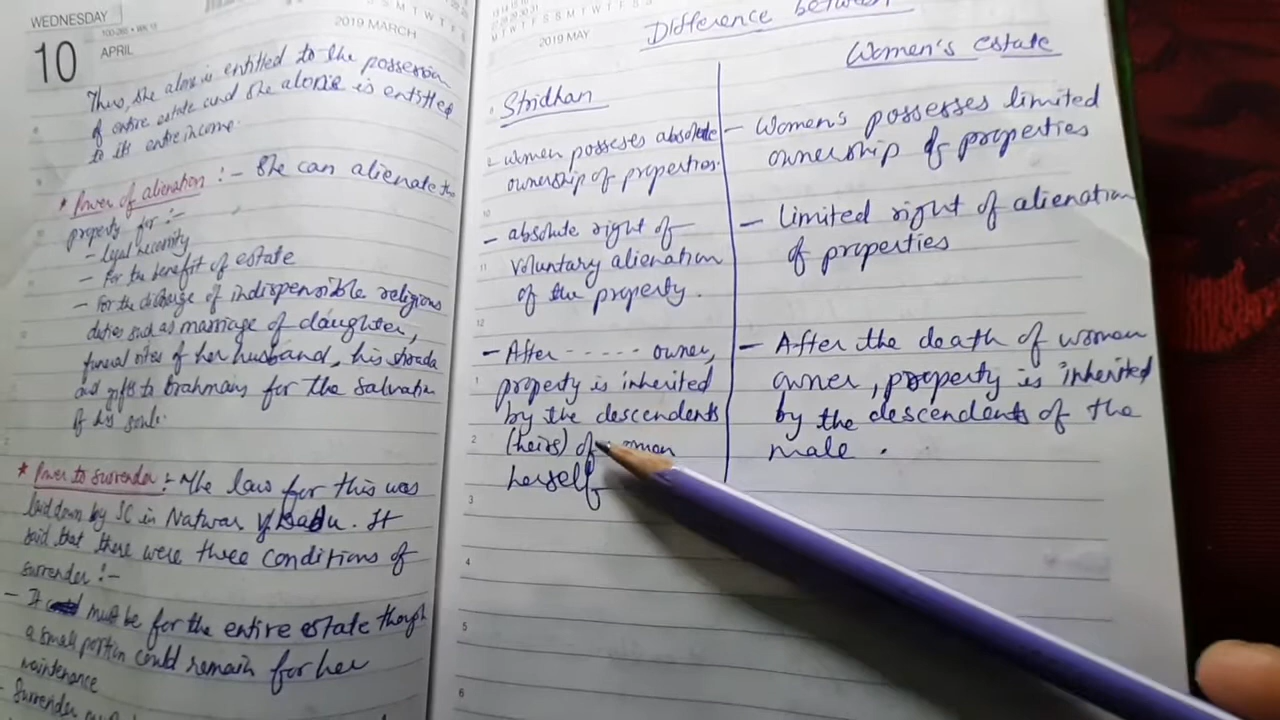 WEDNESDAY
10
APRIL
2019 MARCH
Thus, she alone is entitled to the possession
of entire estate and she alone is entitled
to its entire income.
* Power of alienation :- She can alienate the
property for :-
- legal necessity
- For the benefit of estate
- For the discharge of indispensible religious
duties such as marriage of daughter,
funeral rites of her husband, his shrada
and gifts to brahmans for the salvation
of his soul.
* Power to surrender :- The law for this was
laid down by SC in Natwar v/s Dadu. It
said that there were three conditions of
surrender :-
- It must be for the entire estate though
a small portion could remain for her
maintenance
- Surrender
2019 MAY
Difference between
Stridhan
- women posseses absolute
ownership of properties.
- absolute right of
voluntary alienation
of the property.
- After ----- owner,
property is inherited
by the descendents
(heirs) of woman
herself
Women's estate
- Women's possesses limited
ownership of properties
- Limited right of alienation
of properties
- After the death of woman
owner, property is inherited
by the descendents of the
male.